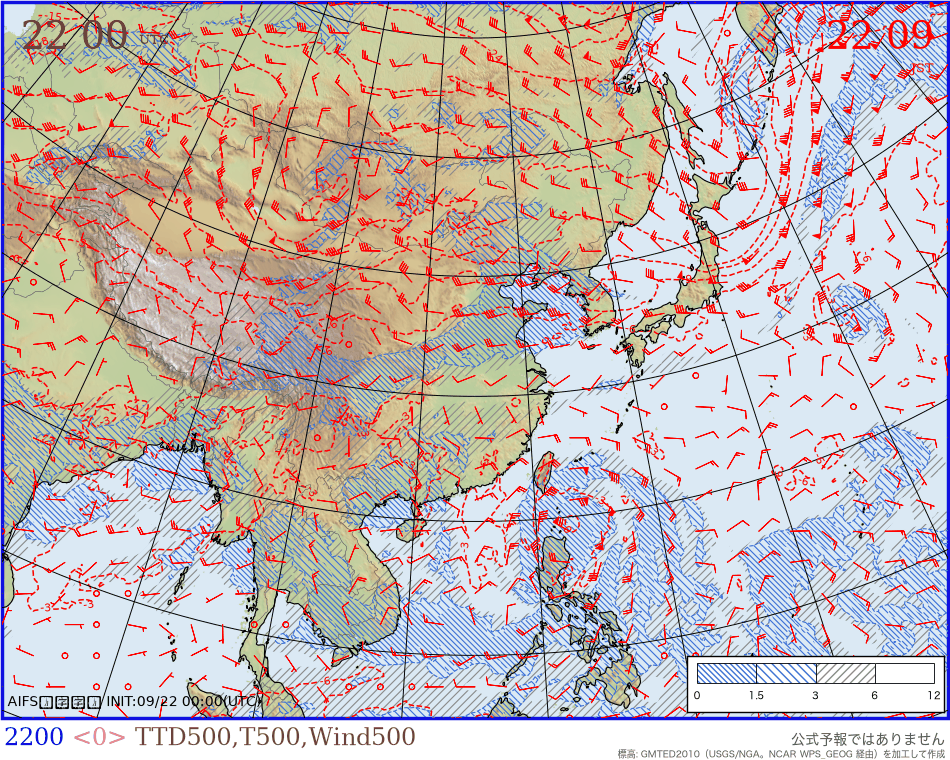 22 00 UTC
22.09
JST
0 1.5 3 6 12
AIFS INIT:09/22 00:00(UTC)
2200 <0> TTD500,T500,Wind500
公式予報ではありません
標高: GMTED2010（USGS/NGA。NCAR WPS_GEOG 経由）を加工して作成